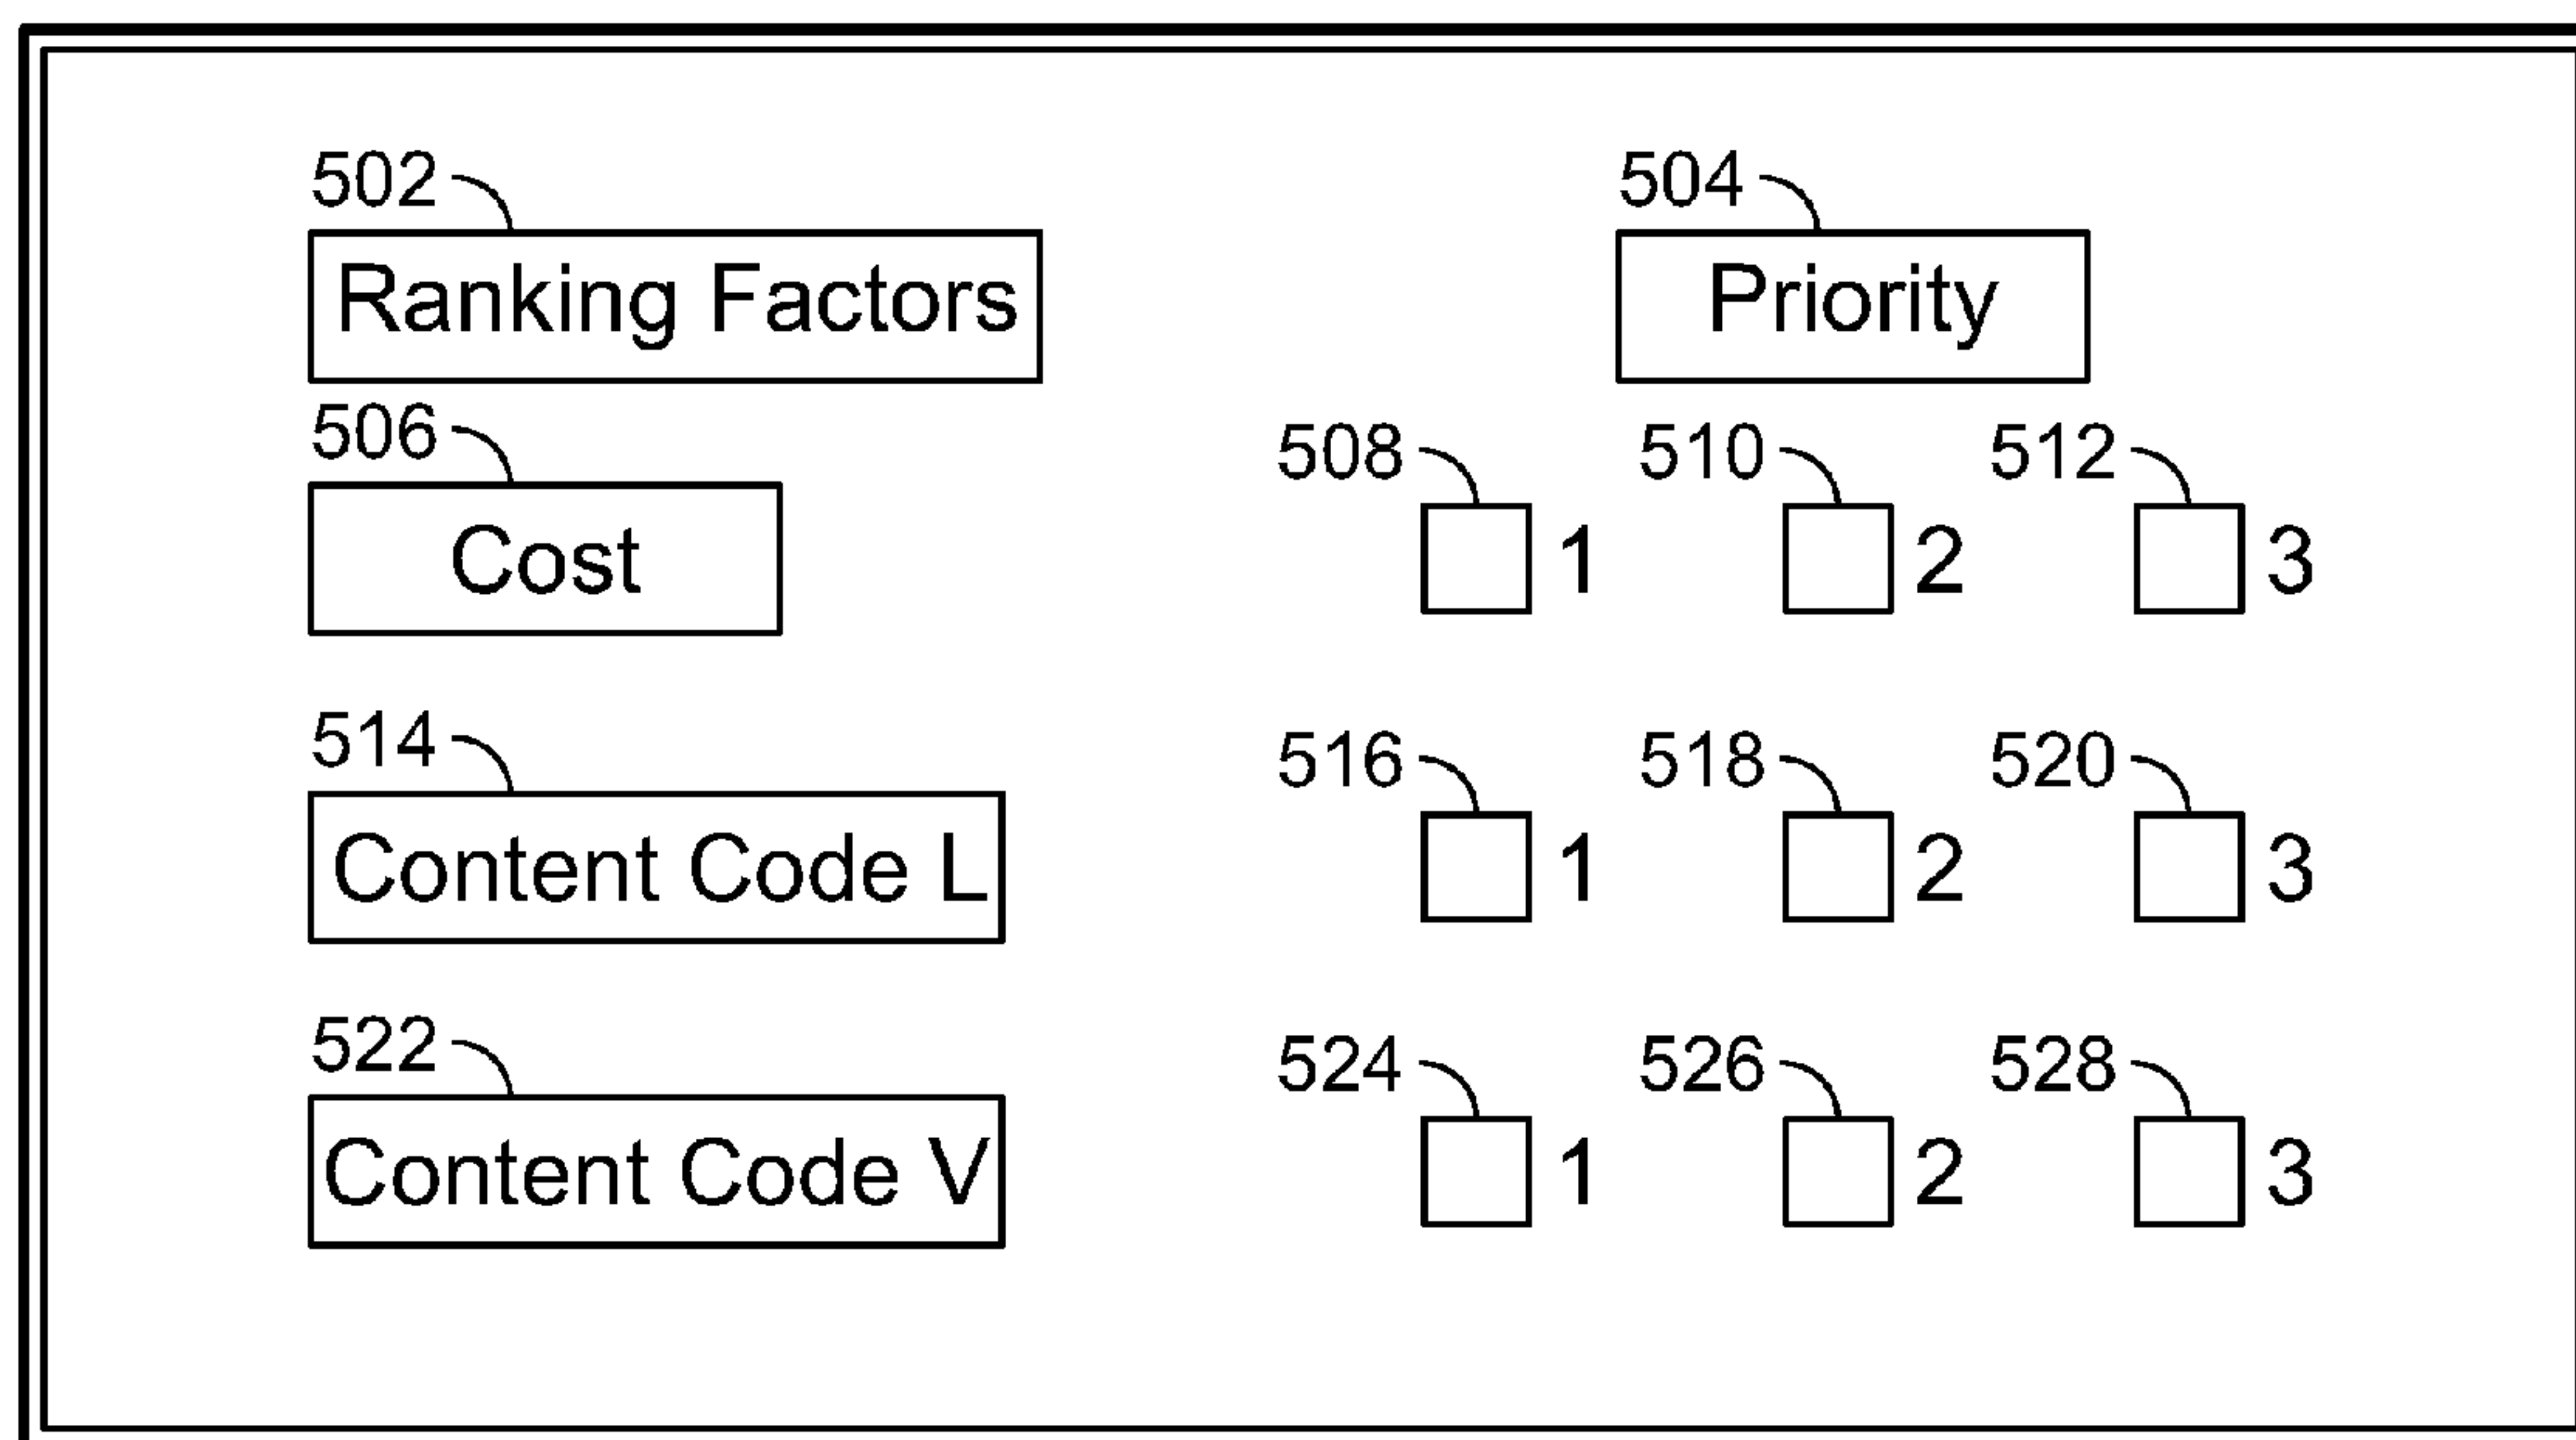 502 504
Ranking Factors Priority
506 508 510 512
Cost 1 2 3
514 516 518 520
Content Code L 1 2 3
522 524 526 528
Content Code V 1 2 3